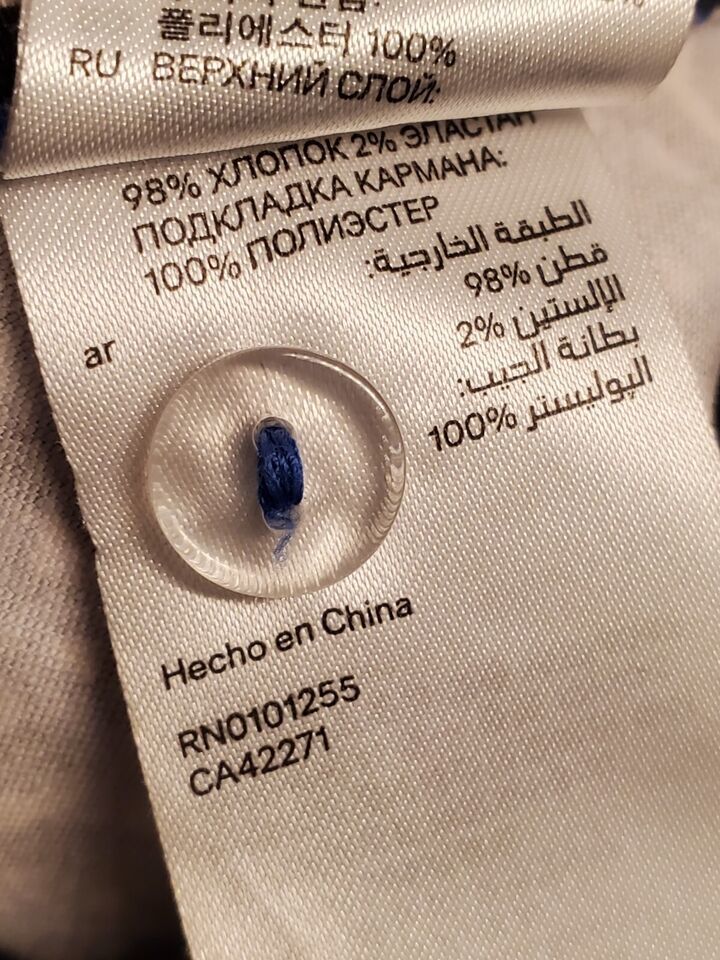 폴리에스터 100%
RU ВЕРХНИЙ СЛОЙ:
98% ХЛОПОК 2% ЭЛАСТАН
ПОДКЛАДКА КАРМАНА:
100% ПОЛИЭСТЕР
الطبقة الخارجية:
98% قطن
2% الإلستين
بطانة الجيب:
100% البوليستر
ar
Hecho en China
RN0101255
CA42271